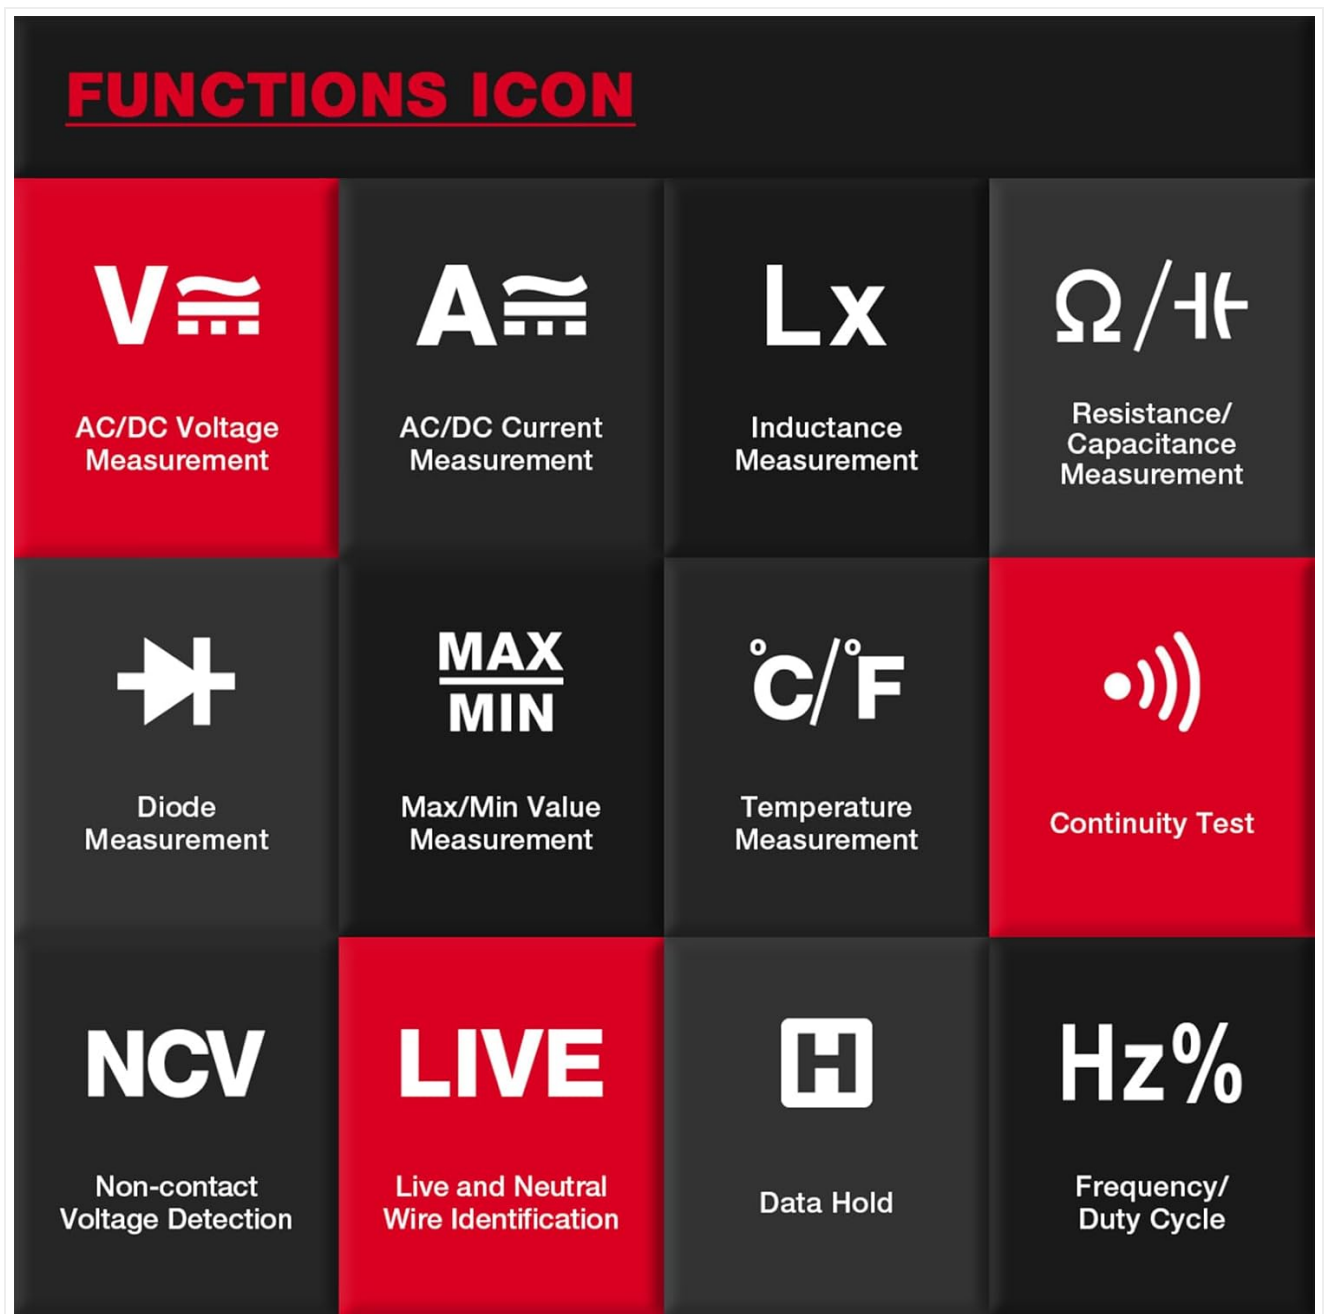 FUNCTIONS ICON
V
A
Lx
Ω/
AC/DC Voltage
Measurement
AC/DC Current
Measurement
Inductance
Measurement
Resistance/
Capacitance
Measurement
MAX
MIN
°C/°F
Diode
Measurement
Max/Min Value
Measurement
Temperature
Measurement
Continuity Test
NCV
LIVE
H
Hz%
Non-contact
Voltage Detection
Live and Neutral
Wire Identification
Data Hold
Frequency/
Duty Cycle